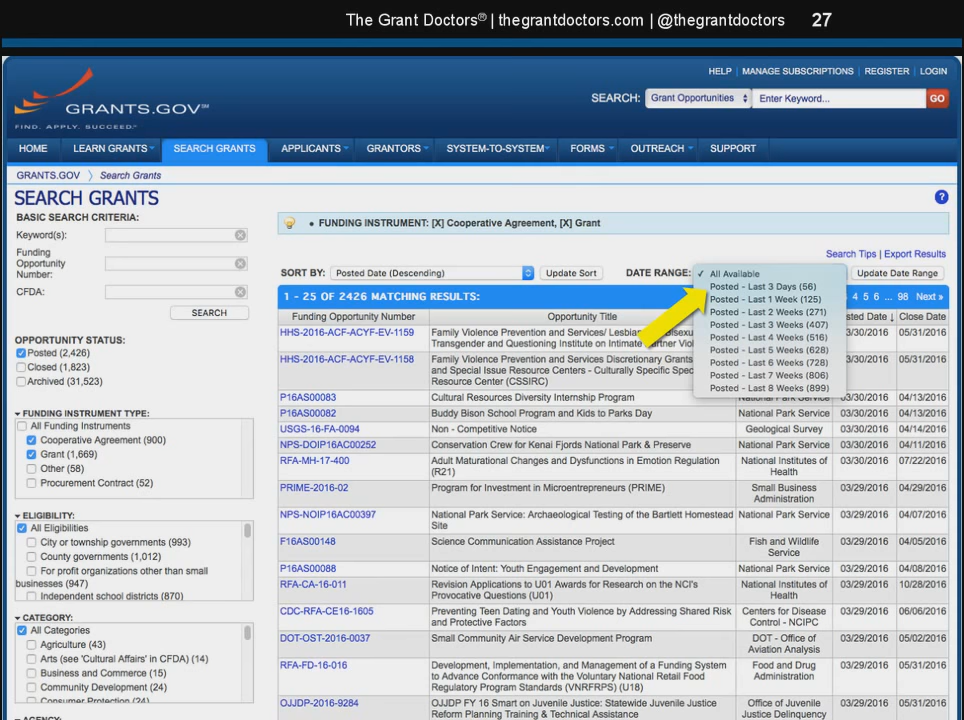 The Grant Doctors® | thegrantdoctors.com | @thegrantdoctors 27
HELP | MANAGE SUBSCRIPTIONS | REGISTER | LOGIN
GRANTS.GOV℠
FIND. APPLY. SUCCEED.℠
SEARCH: Grant Opportunities Enter Keyword... GO
HOME LEARN GRANTS SEARCH GRANTS APPLICANTS GRANTORS SYSTEM-TO-SYSTEM FORMS OUTREACH SUPPORT
GRANTS.GOV 〉 Search Grants
SEARCH GRANTS ?
BASIC SEARCH CRITERIA:
Keyword(s):
Funding
Opportunity
Number:
CFDA:
SEARCH
OPPORTUNITY STATUS:
Posted (2,426)
Closed (1,823)
Archived (31,523)
FUNDING INSTRUMENT TYPE:
All Funding Instruments
Cooperative Agreement (900)
Grant (1,669)
Other (58)
Procurement Contract (52)
ELIGIBILITY:
All Eligibilities
City or township governments (993)
County governments (1,012)
For profit organizations other than small
businesses (947)
Independent school districts (870)
CATEGORY:
All Categories
Agriculture (43)
Arts (see 'Cultural Affairs' in CFDA) (14)
Business and Commerce (15)
Community Development (24)
Consumer Protection (24)
AGENCY:
• FUNDING INSTRUMENT: [X] Cooperative Agreement, [X] Grant
Search Tips | Export Results
SORT BY: Posted Date (Descending) Update Sort DATE RANGE: Update Date Range
✓ All Available
Posted - Last 3 Days (56)
Posted - Last 1 Week (125)
Posted - Last 2 Weeks (271)
Posted - Last 3 Weeks (407)
Posted - Last 4 Weeks (516)
Posted - Last 5 Weeks (628)
Posted - Last 6 Weeks (728)
Posted - Last 7 Weeks (806)
Posted - Last 8 Weeks (899)
1 - 25 OF 2426 MATCHING RESULTS: 4 5 6 ... 98 Next »
Funding Opportunity Number Opportunity Title Date ↓ Close Date
HHS-2016-ACF-ACYF-EV-1159 Family Violence Prevention and Services/ 03/30/2016 05/31/2016
Transgender and Questioning Institute on Intimate
HHS-2016-ACF-ACYF-EV-1158 Family Violence Prevention and Services Discretionary Grants 03/30/2016 05/31/2016
and Special Issue Resource Centers - Culturally Specific
Resource Center (CSSIRC)
P16AS00083 Cultural Resources Diversity Internship Program National Park Service 03/30/2016 04/13/2016
P16AS00082 Buddy Bison School Program and Kids to Parks Day National Park Service 03/30/2016 04/13/2016
USGS-16-FA-0094 Non - Competitive Notice Geological Survey 03/30/2016 04/14/2016
NPS-DOIP16AC00252 Conservation Crew for Kenai Fjords National Park & Preserve National Park Service 03/30/2016 04/11/2016
RFA-MH-17-400 Adult Maturational Changes and Dysfunctions in Emotion Regulation National Institutes of 03/30/2016 07/22/2016
(R21) Health
PRIME-2016-02 Program for Investment in Microentrepreneurs (PRIME) Small Business 03/29/2016 04/29/2016
Administration
NPS-NOIP16AC00397 National Park Service: Archaeological Testing of the Bartlett Homestead National Park Service 03/29/2016 04/07/2016
Site
F16AS00148 Science Communication Assistance Project Fish and Wildlife 03/29/2016 04/05/2016
Service
P16AS00088 Notice of Intent: Youth Engagement and Development National Park Service 03/29/2016 04/08/2016
RFA-CA-16-011 Revision Applications to U01 Awards for Research on the NCI's National Institutes of 03/29/2016 10/28/2016
Provocative Questions (U01) Health
CDC-RFA-CE16-1605 Preventing Teen Dating and Youth Violence by Addressing Shared Risk Centers for Disease 03/29/2016 06/06/2016
and Protective Factors Control - NCIPC
DOT-OST-2016-0037 Small Community Air Service Development Program DOT - Office of 03/29/2016 05/02/2016
Aviation Analysis
RFA-FD-16-016 Development, Implementation, and Management of a Funding System Food and Drug 03/29/2016 05/31/2016
to Advance Conformance with the Voluntary National Retail Food Administration
Regulatory Program Standards (VNRFRPS) (U18)
OJJDP-2016-9284 OJJDP FY 16 Smart on Juvenile Justice: Statewide Juvenile Justice Office of Juvenile 03/29/2016 05/31/2016
Reform Planning Training & Technical Assistance Justice Delinquency